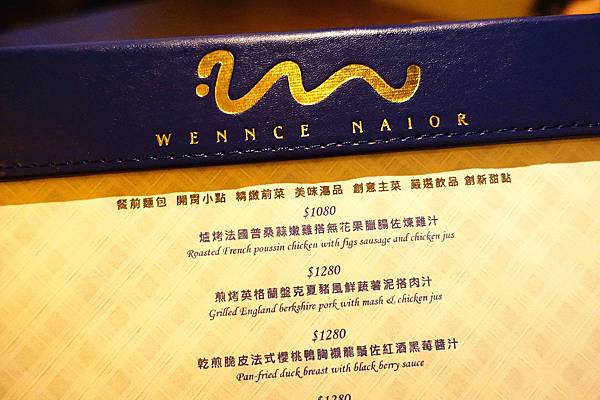 WENNCE NAIOR
餐前麵包 開胃小點 精緻前菜 美味湯品 創意主菜 嚴選飲品 創新甜點
$1080
爐烤法國普桑蒜嫩雞搭無花果臘腸佐煉雞汁
Roasted French poussin chicken with figs sausage and chicken jus
$1280
煎烤英格蘭盤克夏豬風鮮蔬薯泥搭肉汁
Grilled England berkshire pork with mash & chicken jus
$1280
乾煎脆皮法式櫻桃鴨胸襯龍鬚佐紅酒黑莓醬汁
Pan-fried duck breast with black berry sauce
$1280